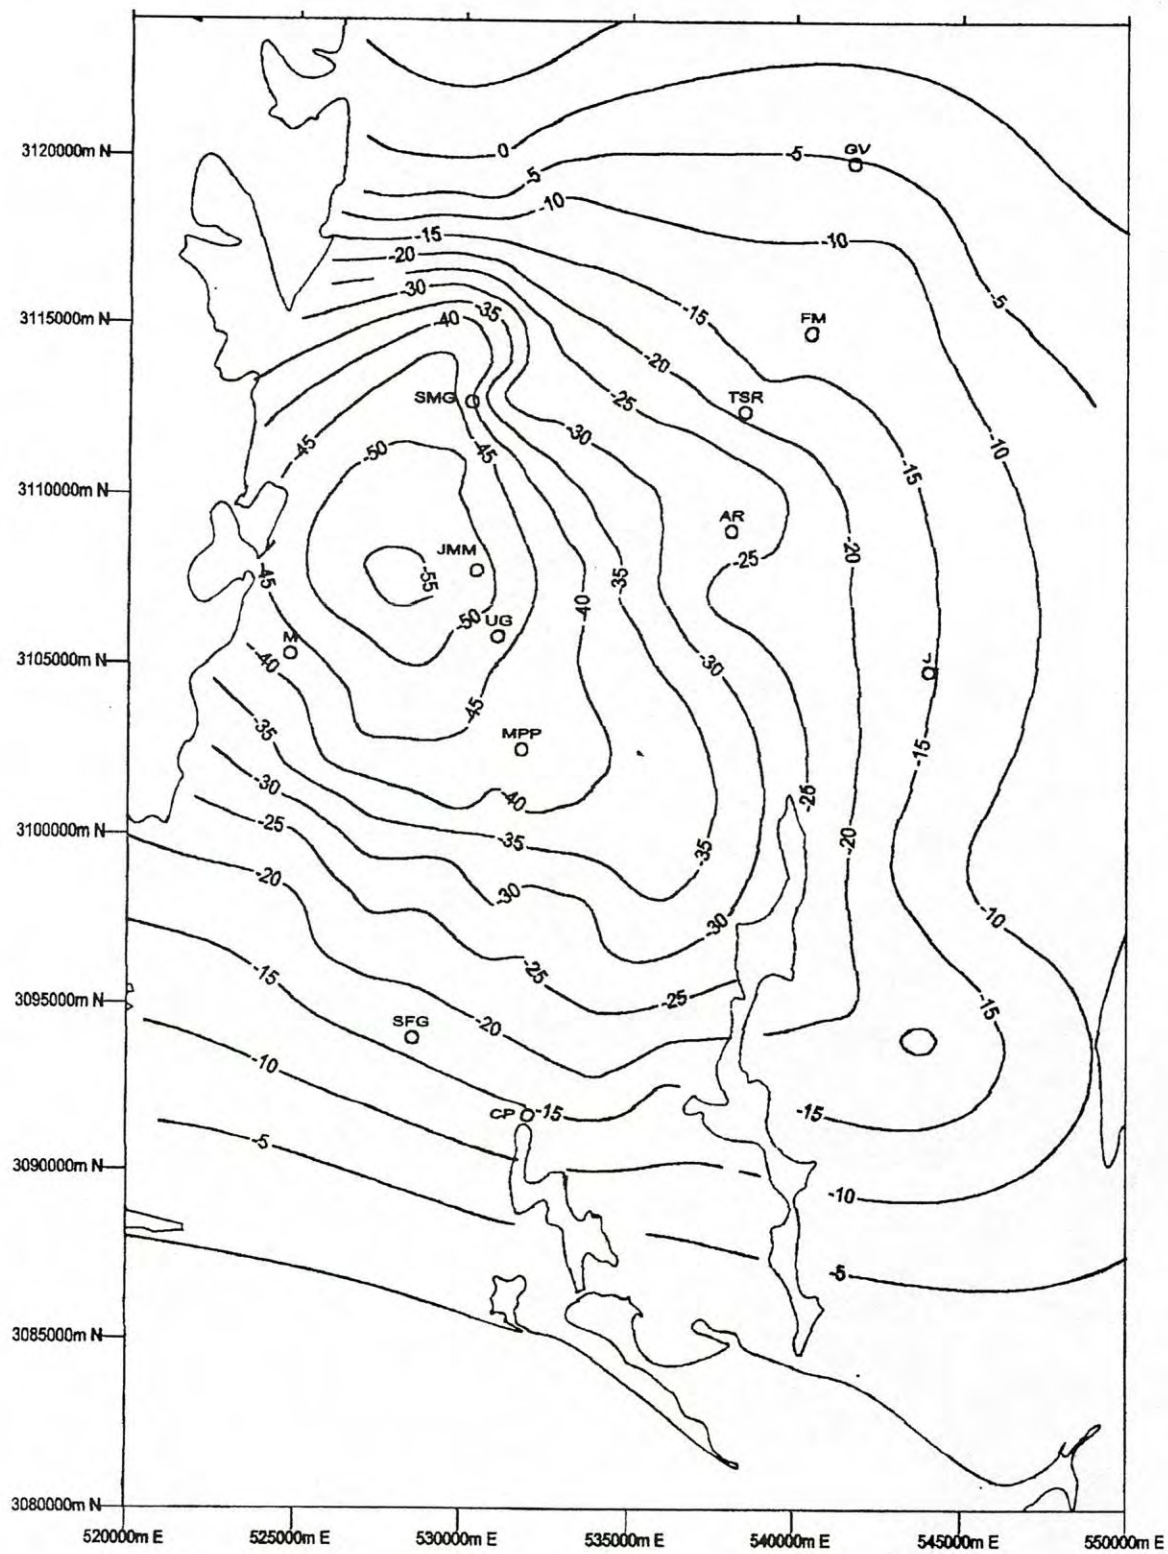 3120000m N
0
-5
-5
GV
-10
-10
-15
-20
-30
-35
-40
-15
-5
3115000m N
FM
-20
SMG
TSR
-25
-45
-50
-45
-30
-10
-15
3110000m N
AR
JMM
-55
-45
-35
-25
-20
40
-50
UG
M
-40
-30
3105000m N
L
-45
-35
MPP
-15
-30
-40
-25
-25
3100000m N
-35
-35
-20
-20
-30
-30
-10
-15
-25
-25
3095000m N
-15
SFG
-20
-10
CP
-15
-15
-5
3090000m N
-10
-5
3085000m N
3080000m N
520000m E
525000m E
530000m E
535000m E
540000m E
545000m E
550000m E